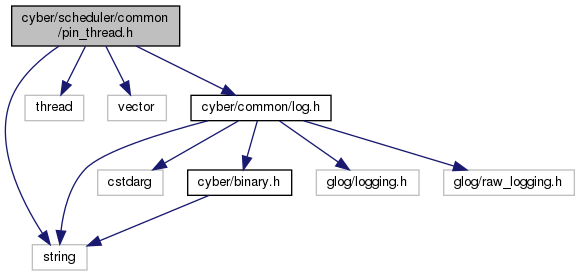 cyber/scheduler/common
/pin_thread.h
thread
vector
cyber/common/log.h
cstdarg
cyber/binary.h
glog/logging.h
glog/raw_logging.h
string